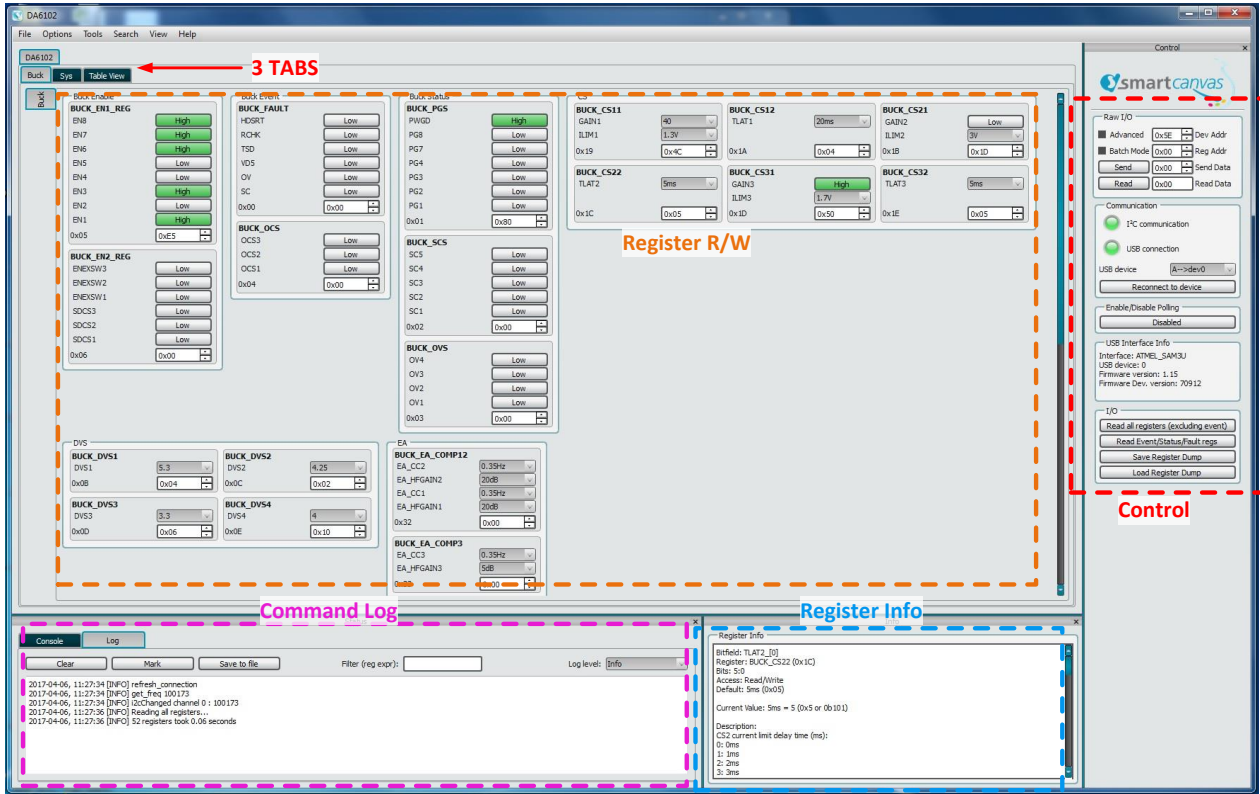 DA6102
File Options Tools Search View Help
DA6102
Buck Sys Table View
3 TABS
Buck
Buck Enable
BUCK_EN1_REG
EN8 High
EN7 High
EN6 High
EN5 Low
EN4 Low
EN3 High
EN2 Low
EN1 High
0x05 0xE5
BUCK_EN2_REG
ENEXSW3 Low
ENEXSW2 Low
ENEXSW1 Low
SDCS3 Low
SDCS2 Low
SDCS1 Low
0x06 0x00
Buck Event
BUCK_FAULT
HDSRT Low
RCHK Low
TSD Low
VD5 Low
OV Low
SC Low
0x00 0x00
BUCK_OCS
OCS3 Low
OCS2 Low
OCS1 Low
0x04 0x00
Buck Status
BUCK_PGS
PWGD High
PG8 Low
PG7 Low
PG4 Low
PG3 Low
PG2 Low
PG1 Low
0x01 0x80
BUCK_SCS
SC5 Low
SC4 Low
SC3 Low
SC2 Low
SC1 Low
0x02 0x00
BUCK_OVS
OV4 Low
OV3 Low
OV2 Low
OV1 Low
0x03 0x00
CS
BUCK_CS11
GAIN1 40
ILIM1 1.3V
0x19 0x4C
BUCK_CS12
TLAT1 20ms
0x1A 0x04
BUCK_CS21
GAIN2 Low
ILIM2 3V
0x1B 0x1D
BUCK_CS22
TLAT2 5ms
0x1C 0x05
BUCK_CS31
GAIN3 High
ILIM3 1.7V
0x1D 0x50
BUCK_CS32
TLAT3 5ms
0x1E 0x05
Register R/W
DVS
BUCK_DVS1
DVS1 5.3
0x0B 0x04
BUCK_DVS2
DVS2 4.25
0x0C 0x02
BUCK_DVS3
DVS3 3.3
0x0D 0x06
BUCK_DVS4
DVS4 4
0x0E 0x10
EA
BUCK_EA_COMP12
EA_CC2 0.35Hz
EA_HFGAIN2 20dB
EA_CC1 0.35Hz
EA_HFGAIN1 20dB
0x32 0x00
BUCK_EA_COMP3
EA_CC3 0.35Hz
EA_HFGAIN3 5dB
0x00
Control
smartcanvas
Raw I/O
Advanced 0x5E Dev Addr
Batch Mode 0x00 Reg Addr
Send 0x00 Send Data
Read 0x00 Read Data
Communication
I²C communication
USB connection
USB device A-->dev0
Reconnect to device
Enable/Disable Polling
Disabled
USB Interface Info
Interface: ATMEL_SAM3U
USB device: 0
Firmware version: 1.15
Firmware Dev. version: 70912
I/O
Read all registers (excluding event)
Read Event/Status/Fault regs
Save Register Dump
Load Register Dump
Control
Command Log
Console Log
Clear Mark Save to file Filter (reg expr): Log level: Info
2017-04-06, 11:27:34 [INFO] refresh_connection
2017-04-06, 11:27:34 [INFO] get_freq 100173
2017-04-06, 11:27:34 [INFO] i2cChanged channel 0 : 100173
2017-04-06, 11:27:36 [INFO] Reading all registers...
2017-04-06, 11:27:36 [INFO] 52 registers took 0.06 seconds
Register Info
Register Info
Bitfield: TLAT2_[0]
Register: BUCK_CS22 (0x1C)
Bits: 5:0
Access: Read/Write
Default: 5ms (0x05)
Current Value: 5ms = 5 (0x5 or 0b101)
Description:
CS2 current limit delay time (ms):
0: 0ms
1: 1ms
2: 2ms
3: 3ms